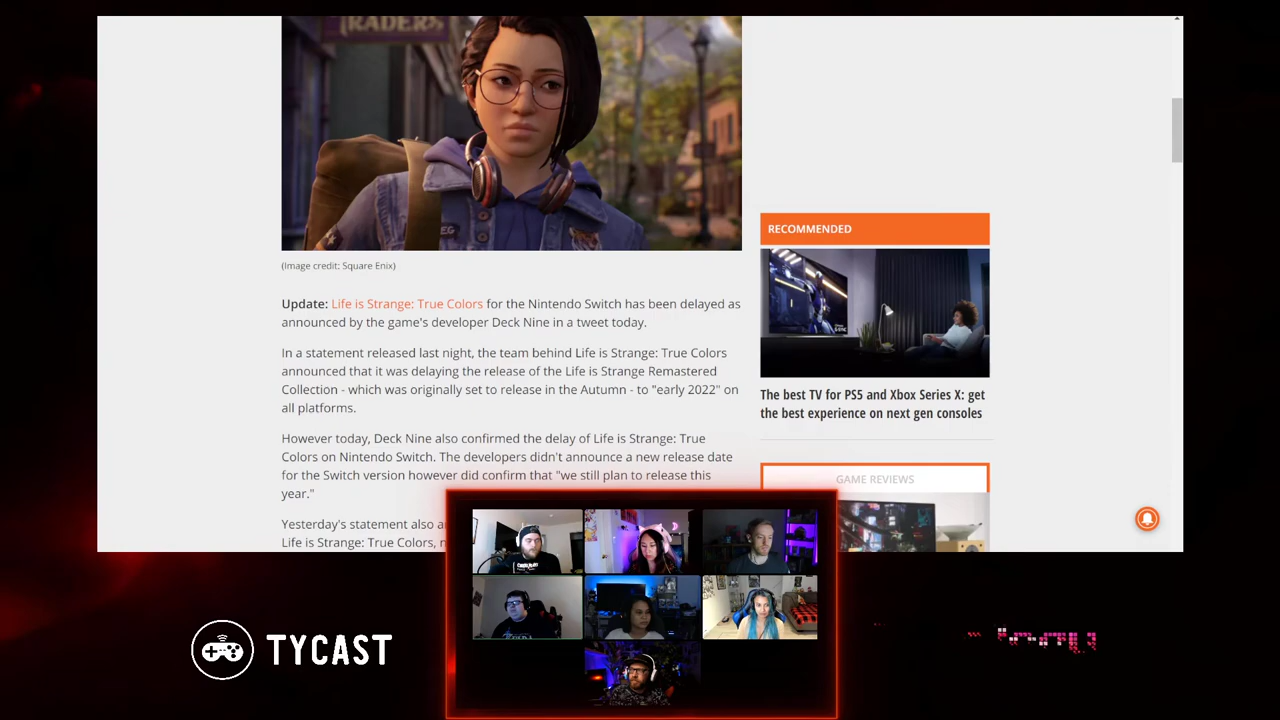 TRADERS
(Image credit: Square Enix)
Update: Life is Strange: True Colors for the Nintendo Switch has been delayed as
announced by the game's developer Deck Nine in a tweet today.
In a statement released last night, the team behind Life is Strange: True Colors
announced that it was delaying the release of the Life is Strange Remastered
Collection - which was originally set to release in the Autumn - to "early 2022" on
all platforms.
However today, Deck Nine also confirmed the delay of Life is Strange: True
Colors on Nintendo Switch. The developers didn't announce a new release date
for the Switch version however did confirm that "we still plan to release this
year."
Yesterday's statement also
Life is Strange: True Colors,
RECOMMENDED
The best TV for PS5 and Xbox Series X: get
the best experience on next gen consoles
GAME REVIEWS
TYCAST